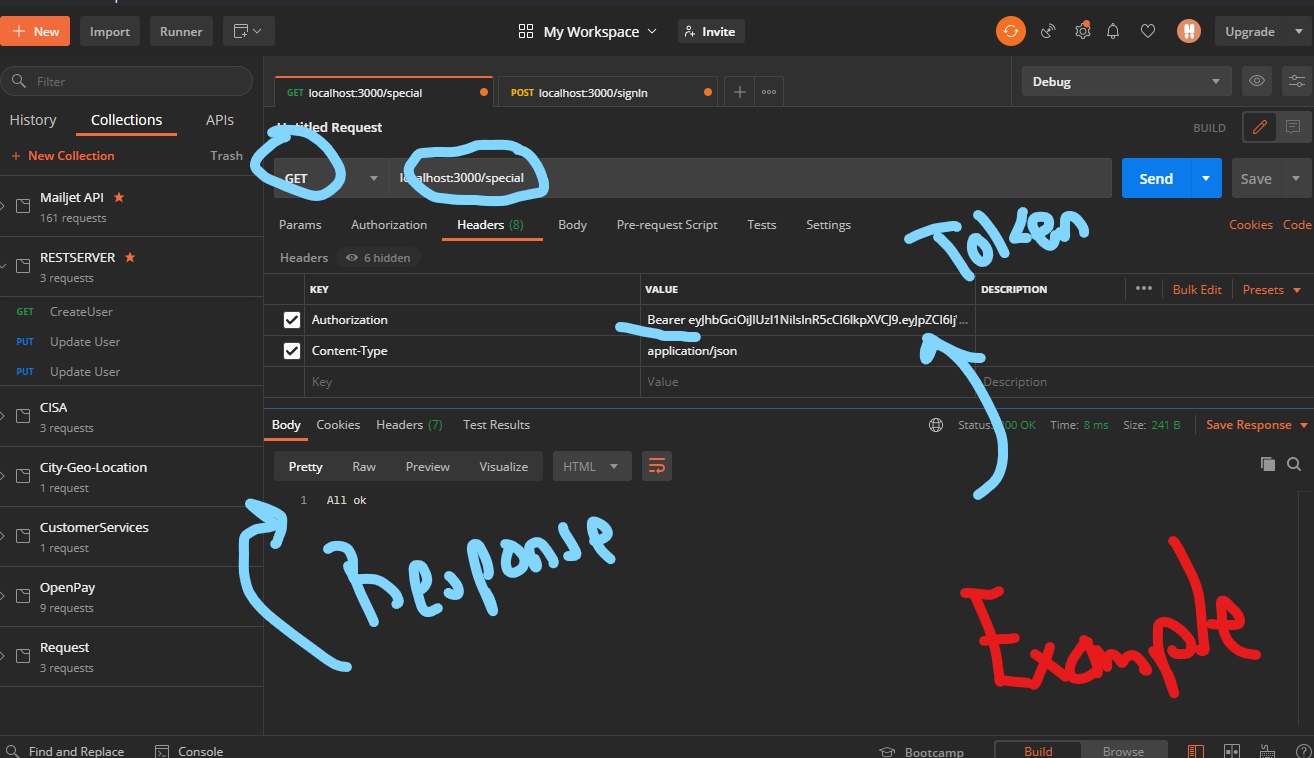 + New Import Runner My Workspace Invite Upgrade
Filter
GET localhost:3000/special POST localhost:3000/signIn Debug
History Collections APIs
Untitled Request BUILD
+ New Collection Trash
GET localhost:3000/special Send Save
Mailjet API
161 requests
Params Authorization Headers (8) Body Pre-request Script Tests Settings Cookies Code
Token
RESTSERVER
3 requests
Headers 6 hidden
KEY VALUE DESCRIPTION ••• Bulk Edit Presets
GET CreateUser
Authorization Bearer eyJhbGciOiJIUzI1NiIsInR5cCI6IkpXVCJ9.eyJpZCI6Ij...
PUT Update User
Content-Type application/json
PUT Update User
Key Value Description
CISA
3 requests
Body Cookies Headers (7) Test Results Status: 200 OK Time: 8 ms Size: 241 B Save Response
Pretty Raw Preview Visualize HTML
City-Geo-Location
1 request
1 All ok
CustomerServices
1 request
Response
OpenPay
9 requests
Example
Request
3 requests
Find and Replace Console Bootcamp Build Browse